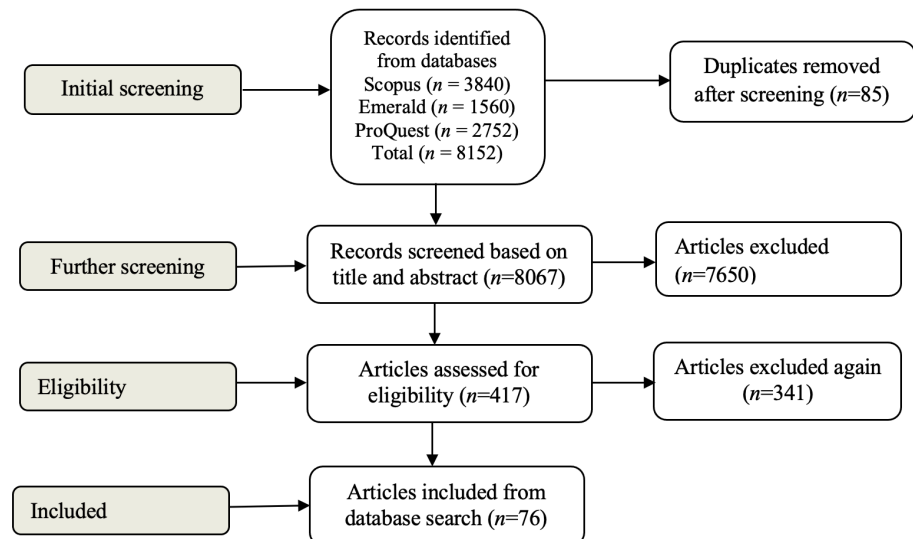 Initial screening
Records identified
from databases
Scopus (n = 3840)
Emerald (n = 1560)
ProQuest (n = 2752)
Total (n = 8152)
Duplicates removed
after screening (n=85)
Further screening
Records screened based on
title and abstract (n=8067)
Articles excluded
(n=7650)
Eligibility
Articles assessed for
eligibility (n=417)
Articles excluded again
(n=341)
Included
Articles included from
database search (n=76)